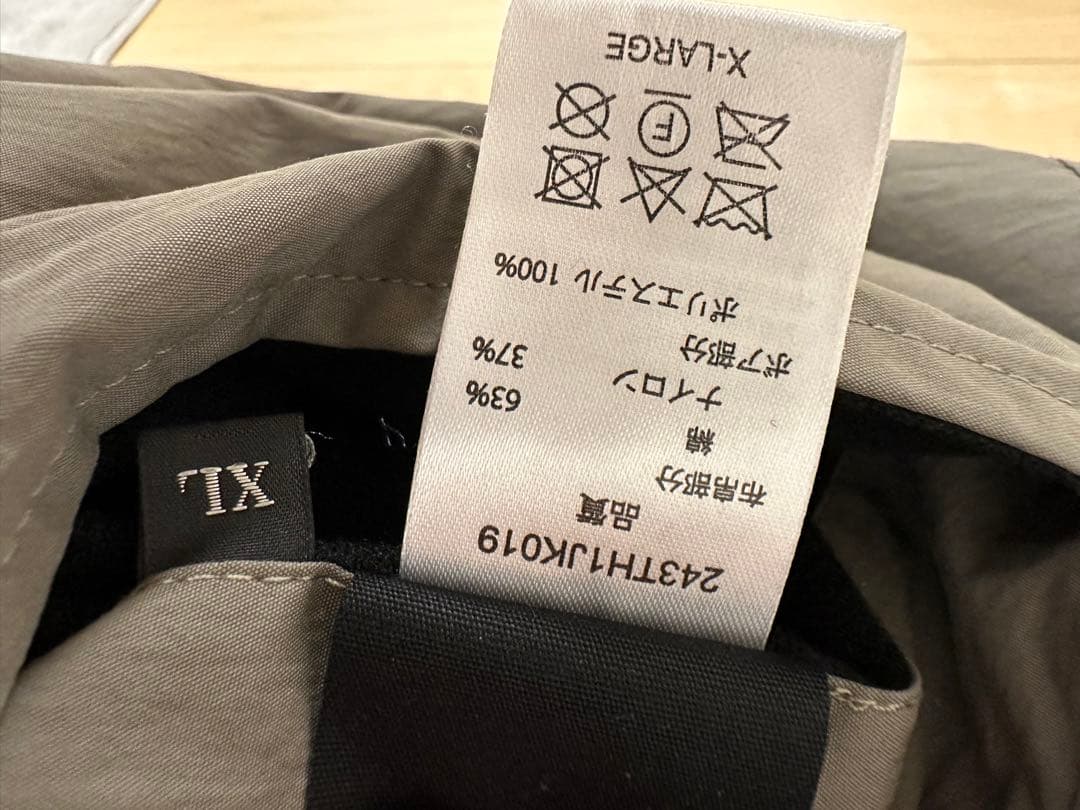 243TH1JK019
品質
布帛部分
綿 63%
ナイロン 37%
ボア部分
ポリエステル 100%
F
X-LARGE
XL